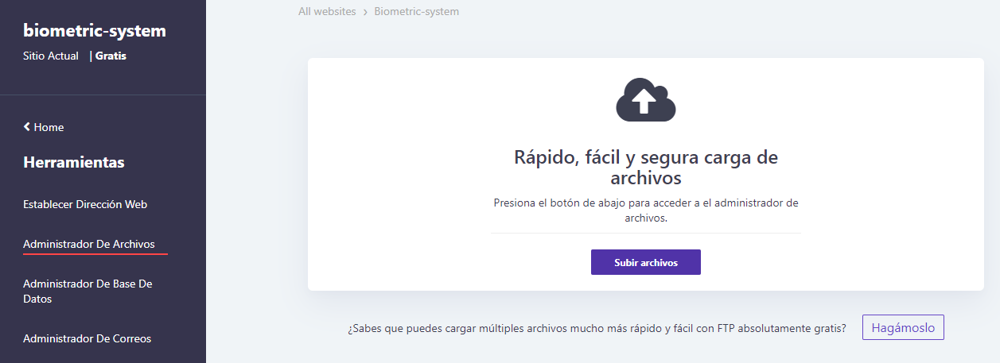 biometric-system
Sitio Actual | Gratis
Home
Herramientas
Establecer Dirección Web
Administrador De Archivos
Administrador De Base De
Datos
Administrador De Correos
All websites > Biometric-system
Rápido, fácil y segura carga de
archivos
Presiona el botón de abajo para acceder a el administrador de
archivos.
Subir archivos
¿Sabes que puedes cargar múltiples archivos mucho más rápido y fácil con FTP absolutamente gratis?
Hagámoslo